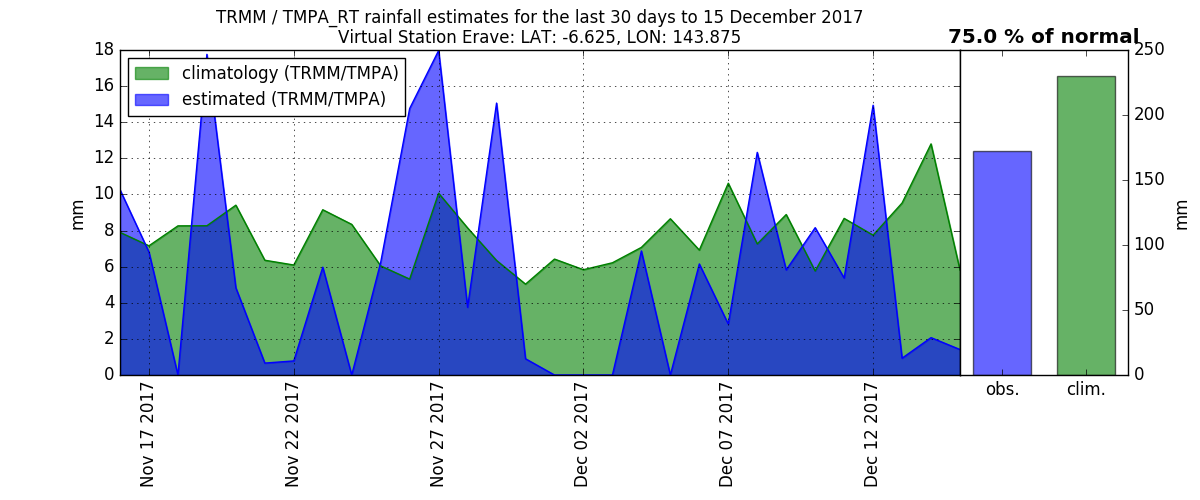 TRMM / TMPA_RT rainfall estimates for the last 30 days to 15 December 2017
Virtual Station Erave: LAT: -6.625, LON: 143.875
75.0 % of normal
climatology (TRMM/TMPA)
estimated (TRMM/TMPA)
mm
18
16
14
12
10
8
6
4
2
0
Nov 17 2017
Nov 22 2017
Nov 27 2017
Dec 02 2017
Dec 07 2017
Dec 12 2017
obs.
clim.
250
200
150
100
50
0
mm